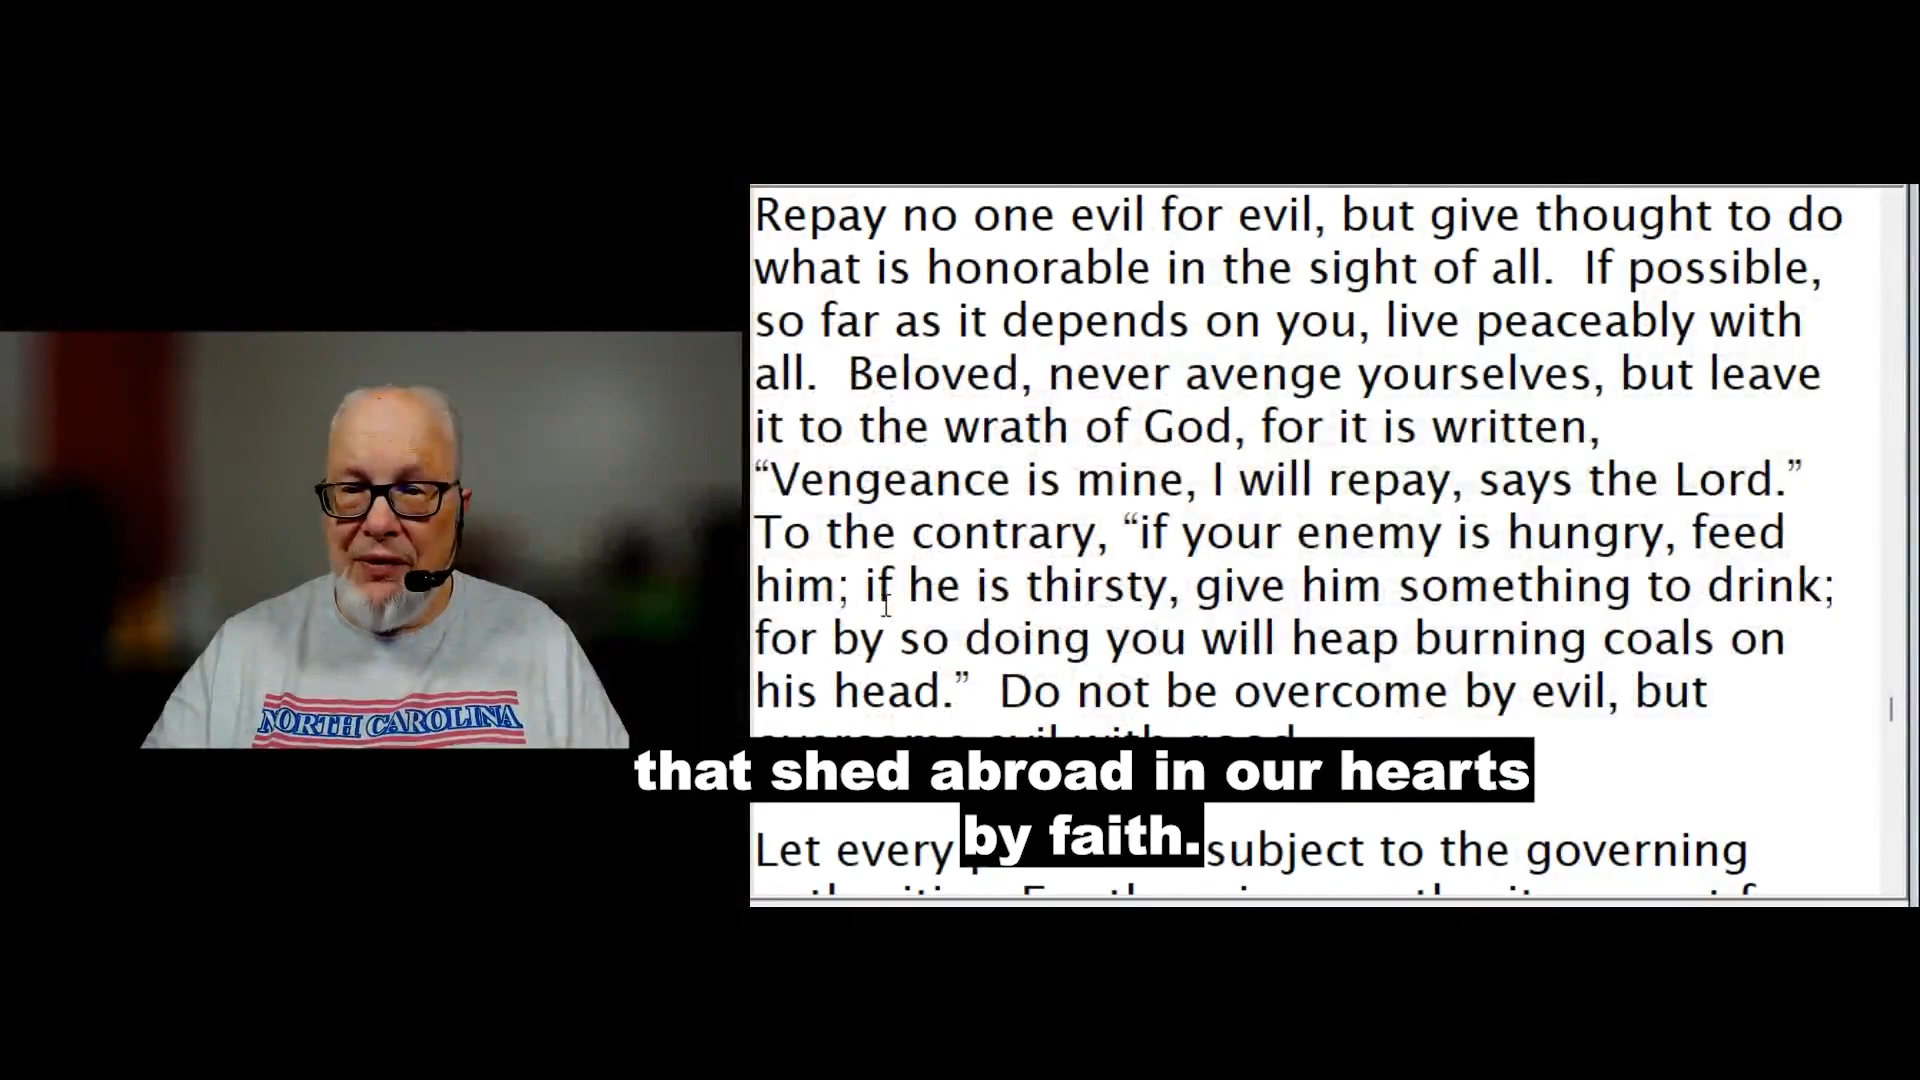 Repay no one evil for evil, but give thought to do
what is honorable in the sight of all.  If possible,
so far as it depends on you, live peaceably with
all.  Beloved, never avenge yourselves, but leave
it to the wrath of God, for it is written,
“Vengeance is mine, I will repay, says the Lord.”
To the contrary, “if your enemy is hungry, feed
him; if he is thirsty, give him something to drink;
for by so doing you will heap burning coals on
his head.”  Do not be overcome by evil, but
overcome evil with good.
NORTH CAROLINA
that shed abroad in our hearts
by faith.
Let every subject to the governing